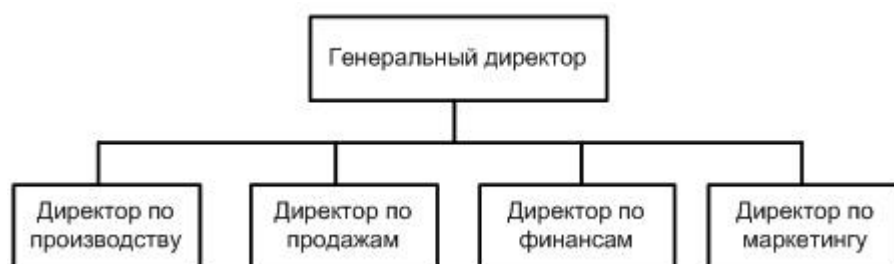 Генеральный директор
Директор по
производству
Директор по
продажам
Директор по
финансам
Директор по
маркетингу